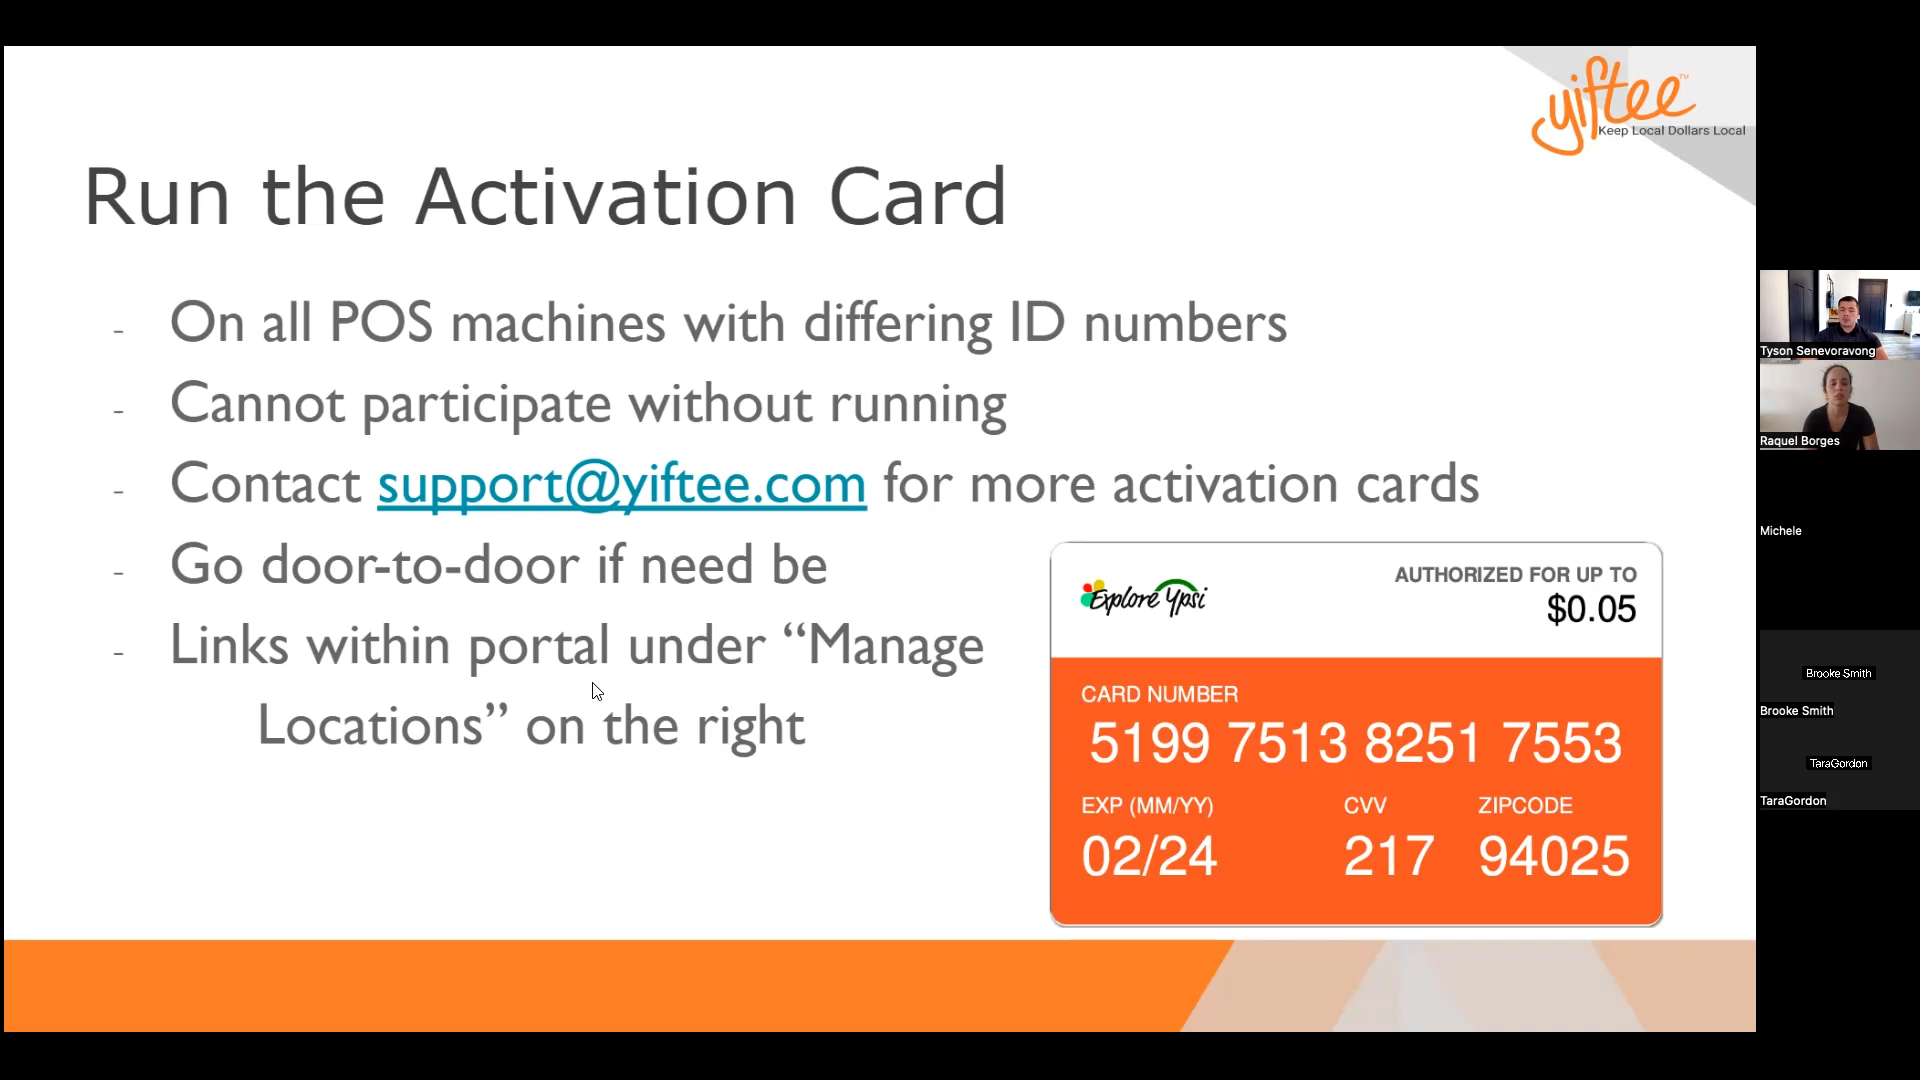 yiftee™
Keep Local Dollars Local
Run the Activation Card
- On all POS machines with differing ID numbers
- Cannot participate without running
- Contact support@yiftee.com for more activation cards
- Go door-to-door if need be
- Links within portal under “Manage
Locations” on the right
Explore Ypsi
AUTHORIZED FOR UP TO
$0.05
CARD NUMBER
5199 7513 8251 7553
EXP (MM/YY) CVV ZIPCODE
02/24 217 94025
Tyson Senevoravong
Raquel Borges
Michele
Brooke Smith
Brooke Smith
TaraGordon
TaraGordon